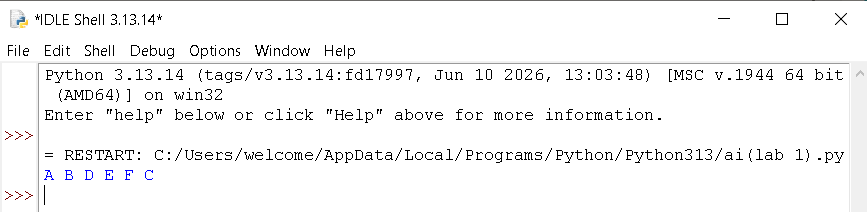 *IDLE Shell 3.13.14*
File Edit Shell Debug Options Window Help
Python 3.13.14 (tags/v3.13.14:fd17997, Jun 10 2026, 13:03:48) [MSC v.1944 64 bit
(AMD64)] on win32
Enter "help" below or click "Help" above for more information.
>>>
= RESTART: C:/Users/welcome/AppData/Local/Programs/Python/Python313/ai(lab 1).py
A B D E F C
>>>